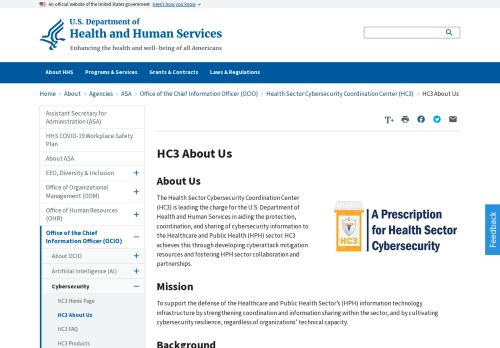 An official website of the United States government Here's how you know
U.S. Department of
Health and Human Services
Enhancing the health and well-being of all Americans
About HHS Programs & Services Grants & Contracts Laws & Regulations
Home > About > Agencies > ASA > Office of the Chief Information Officer (OCIO) > Health Sector Cybersecurity Coordination Center (HC3) > HC3 About Us
Assistant Secretary for
Administration (ASA)
HHS COVID-19 Workplace Safety
Plan
About ASA
EEO, Diversity & Inclusion
Office of Organizational
Management (OOM)
Office of Human Resources
(OHR)
Office of the Chief
Information Officer (OCIO)
About OCIO
Artificial Intelligence (AI)
Cybersecurity
HC3 Home Page
HC3 About Us
HC3 FAQ
HC3 Products
T+
HC3 About Us
About Us
The Health Sector Cybersecurity Coordination Center
(HC3) is leading the charge for the U.S. Department of
Health and Human Services in aiding the protection,
coordination, and sharing of cybersecurity information to
the Healthcare and Public Health (HPH) sector. HC3
achieves this through developing cyberattack mitigation
resources and fostering HPH sector collaboration and
partnerships.
HC3
A Prescription
for Health Sector
Cybersecurity
Mission
To support the defense of the Healthcare and Public Health Sector's (HPH) information technology
infrastructure by strengthening coordination and information sharing within the sector, and by cultivating
cybersecurity resilience, regardless of organizations' technical capacity.
Background
Feedback